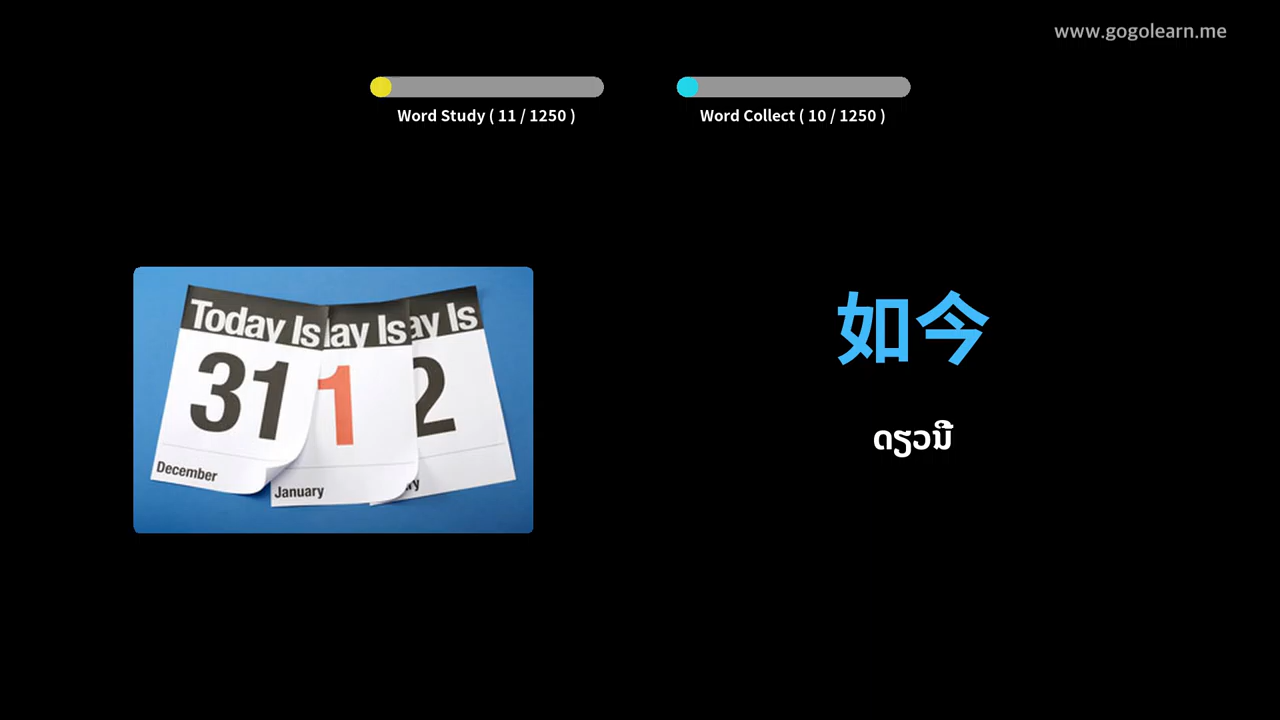 www.gogolearn.me
Word Study ( 11 / 1250 )
Word Collect ( 10 / 1250 )
Today Is
31
December
ay Is
1
January
ay Is
2
ry
如今
ດຽວນີ້